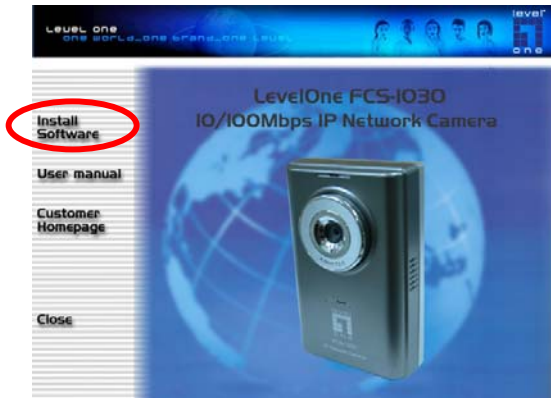 Level one
one world_one brand_one level
level
one
LevelOne FCS-1030
10/100Mbps IP Network Camera
Install
Software
User manual
Customer
Homepage
Close